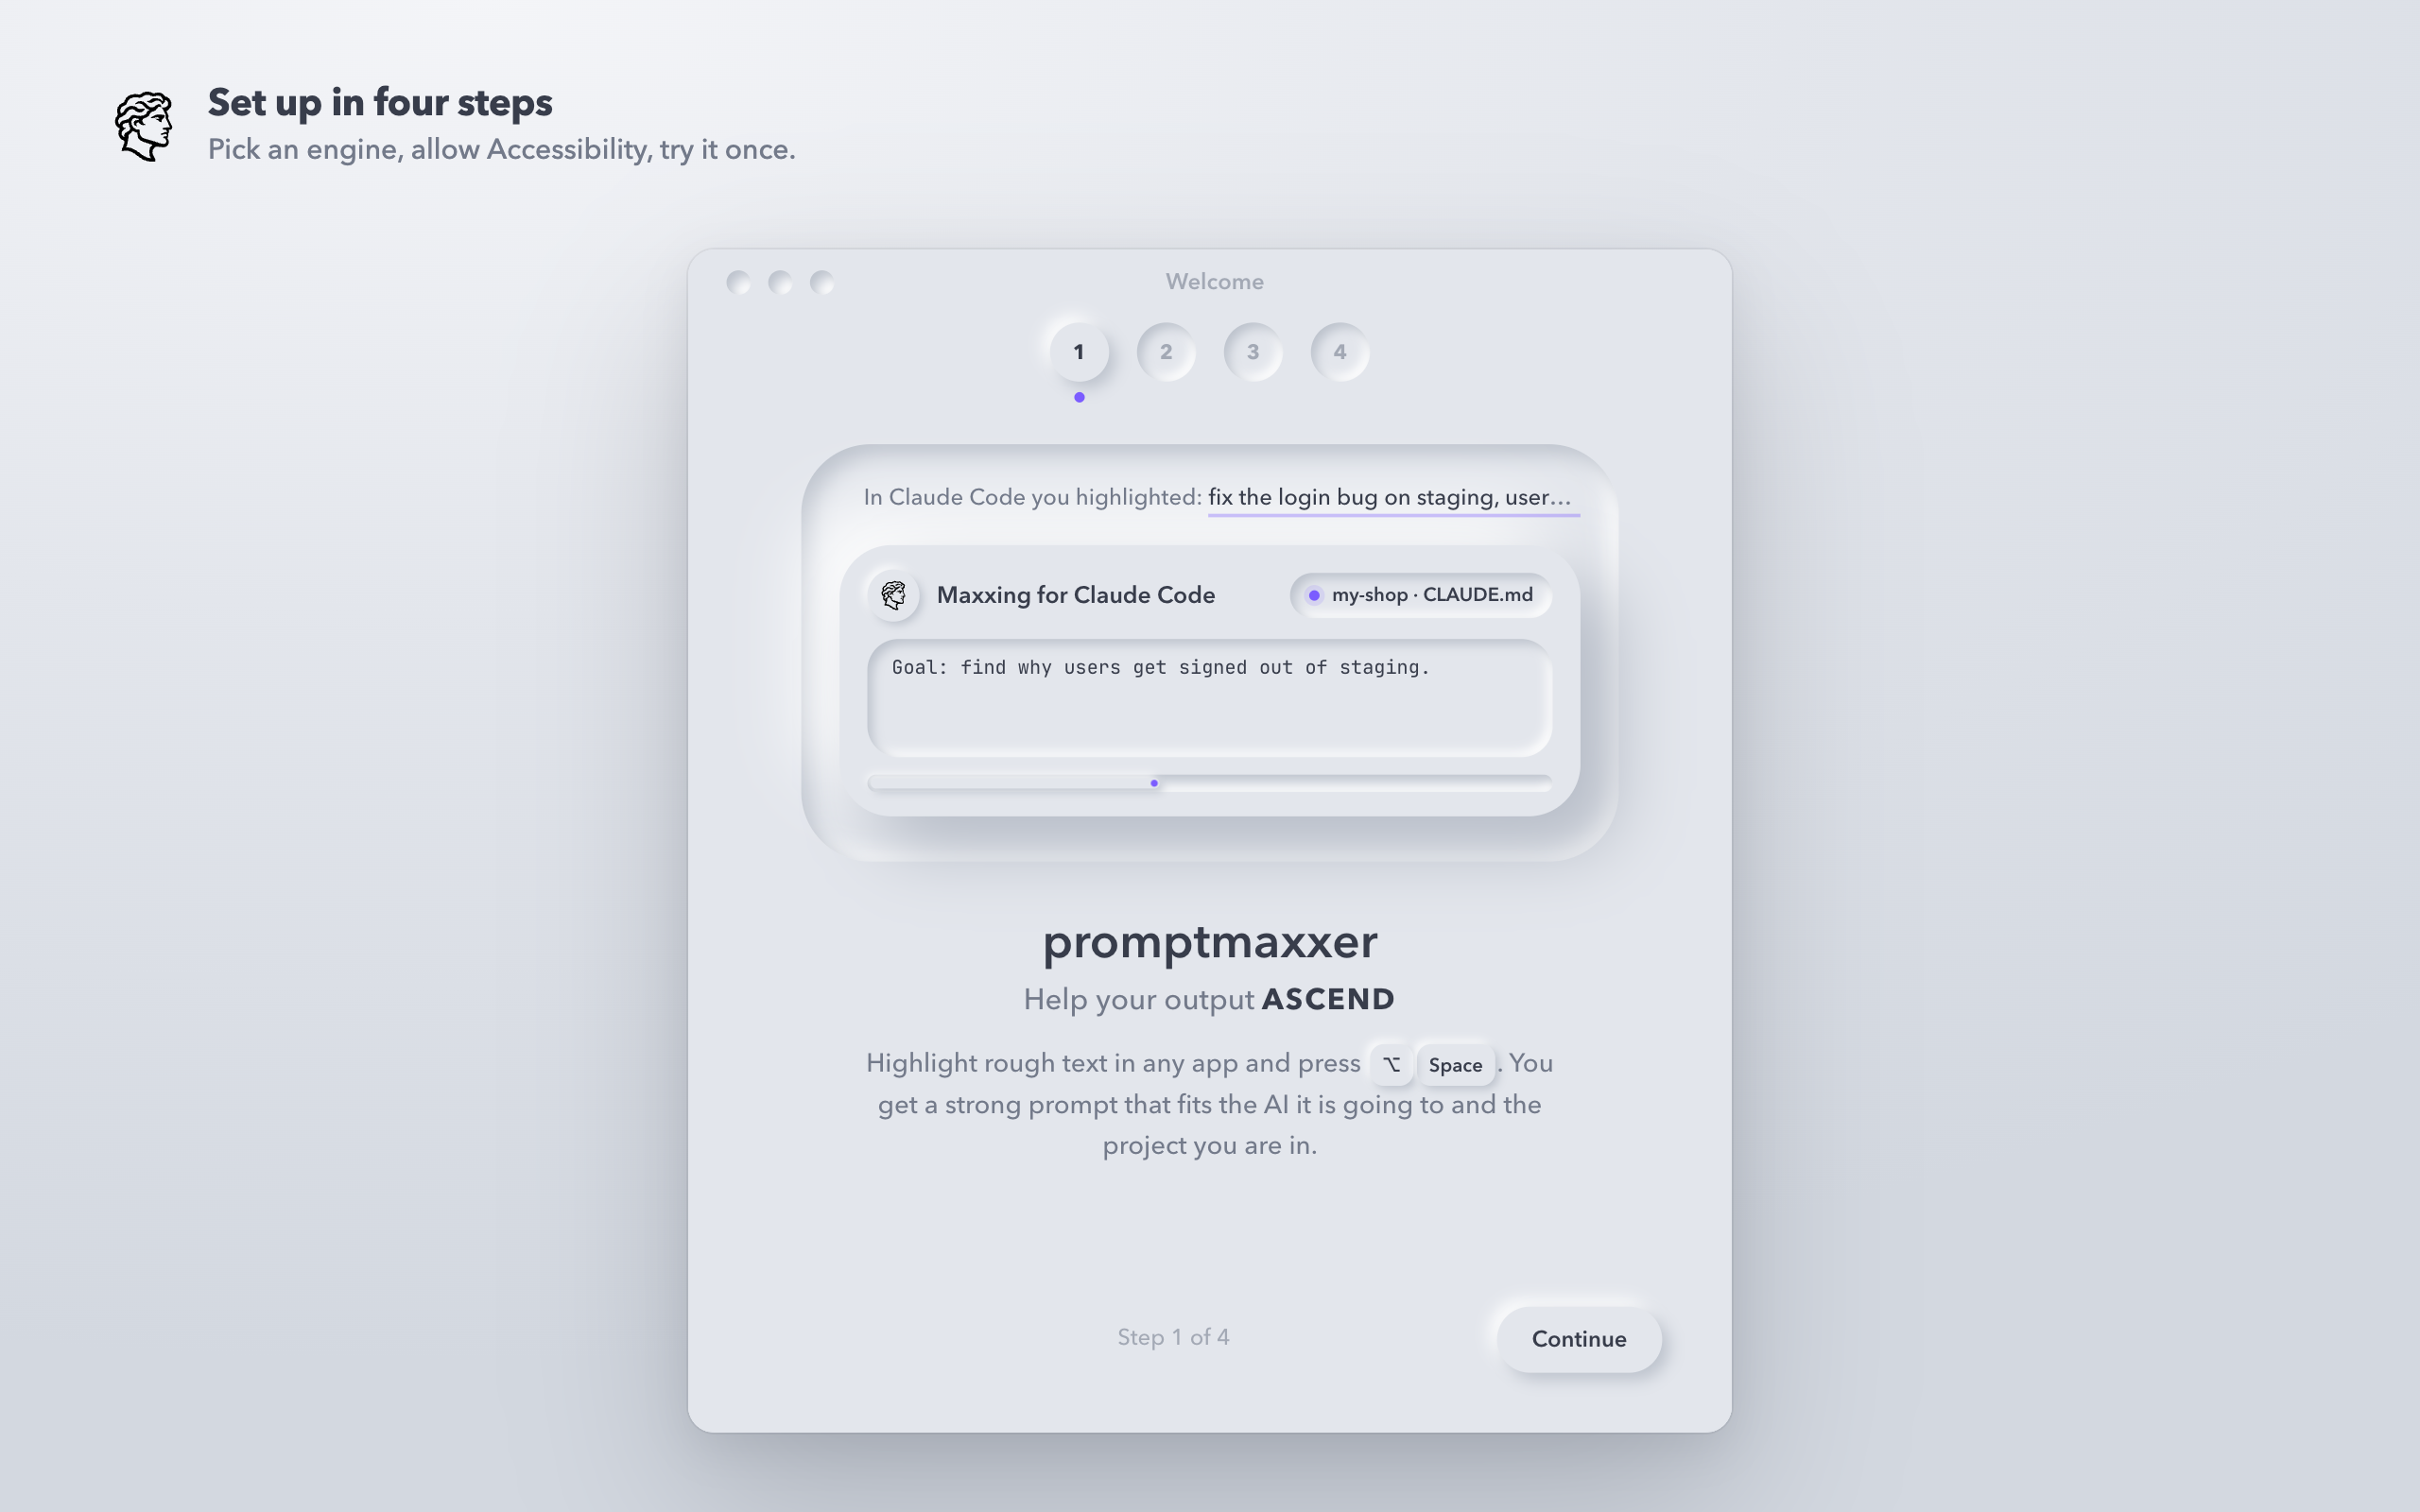 Set up in four steps
Pick an engine, allow Accessibility, try it once.
Welcome
1 2 3 4
In Claude Code you highlighted: fix the login bug on staging, user…
Maxxing for Claude Code
my-shop · CLAUDE.md
Goal: find why users get signed out of staging.
promptmaxxer
Help your output ASCEND
Highlight rough text in any app and press ⌥ Space. You
get a strong prompt that fits the AI it is going to and the
project you are in.
Step 1 of 4
Continue